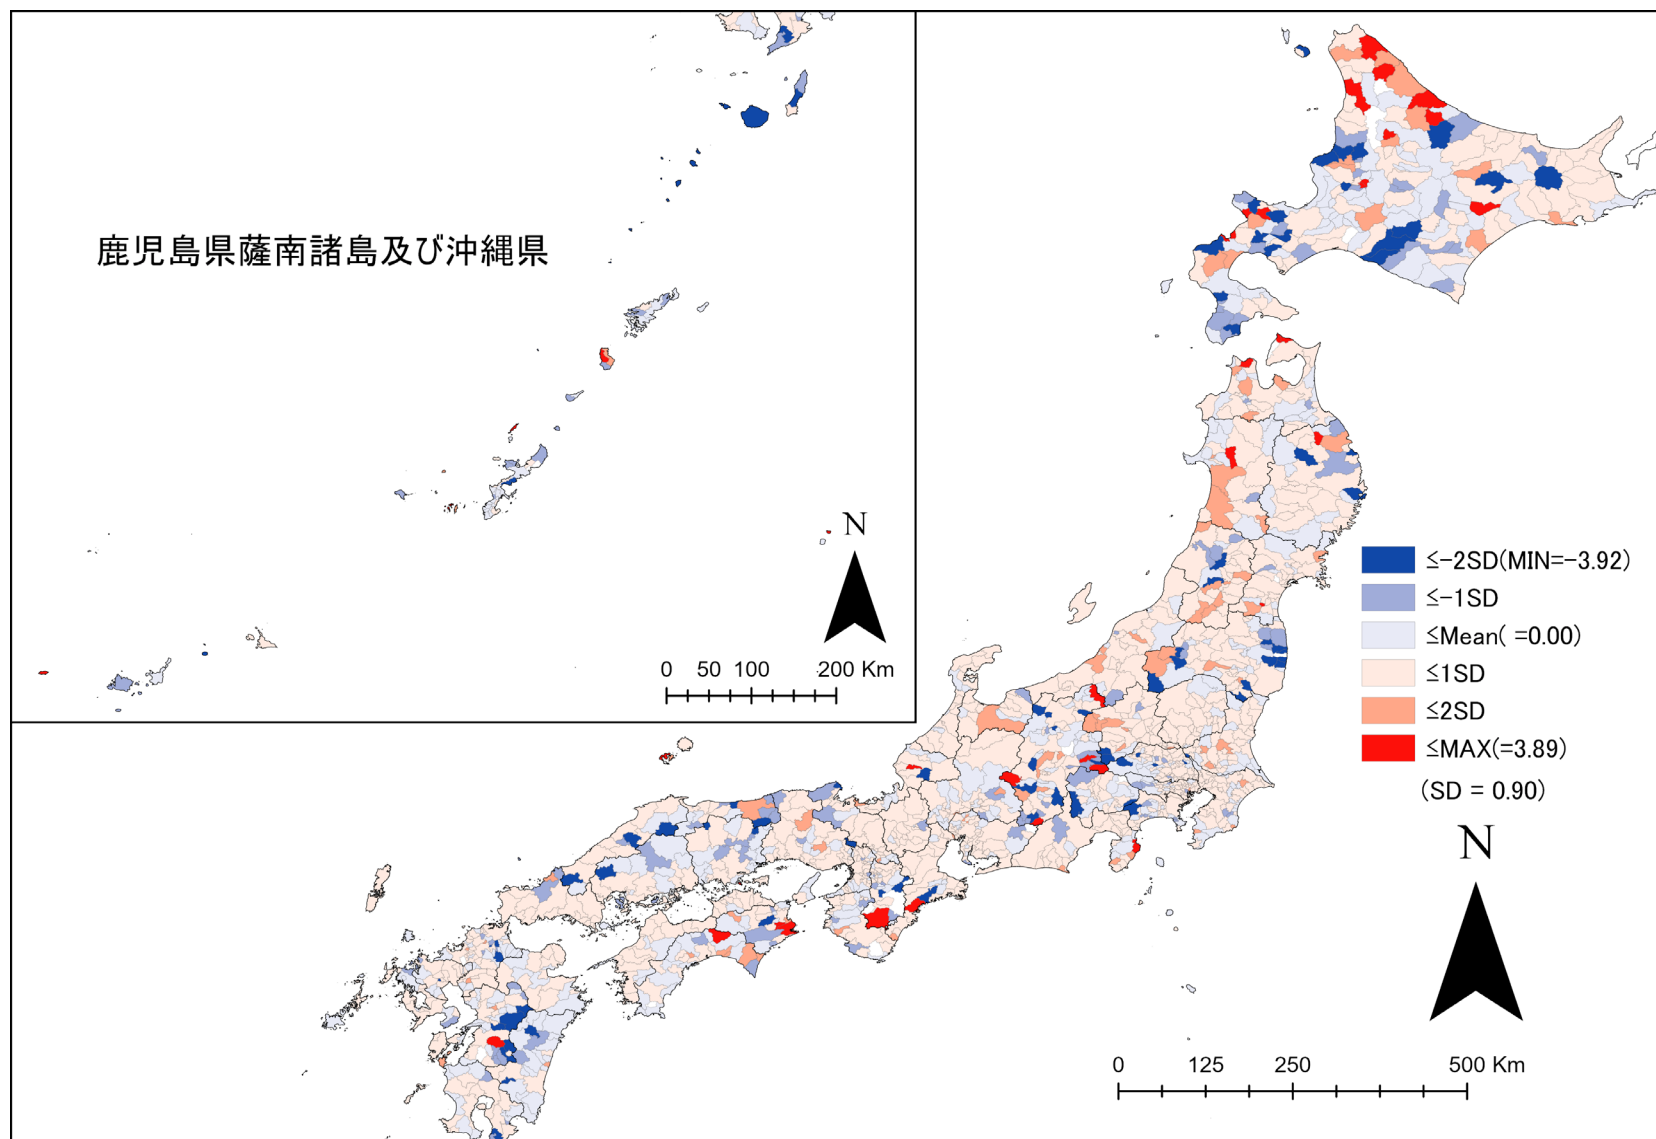 鹿児島県薩南諸島及び沖縄県
N
0 50 100 200 Km
≤-2SD(MIN=-3.92)
≤-1SD
≤Mean( =0.00)
≤1SD
≤2SD
≤MAX(=3.89)
(SD = 0.90)
N
0 125 250 500 Km